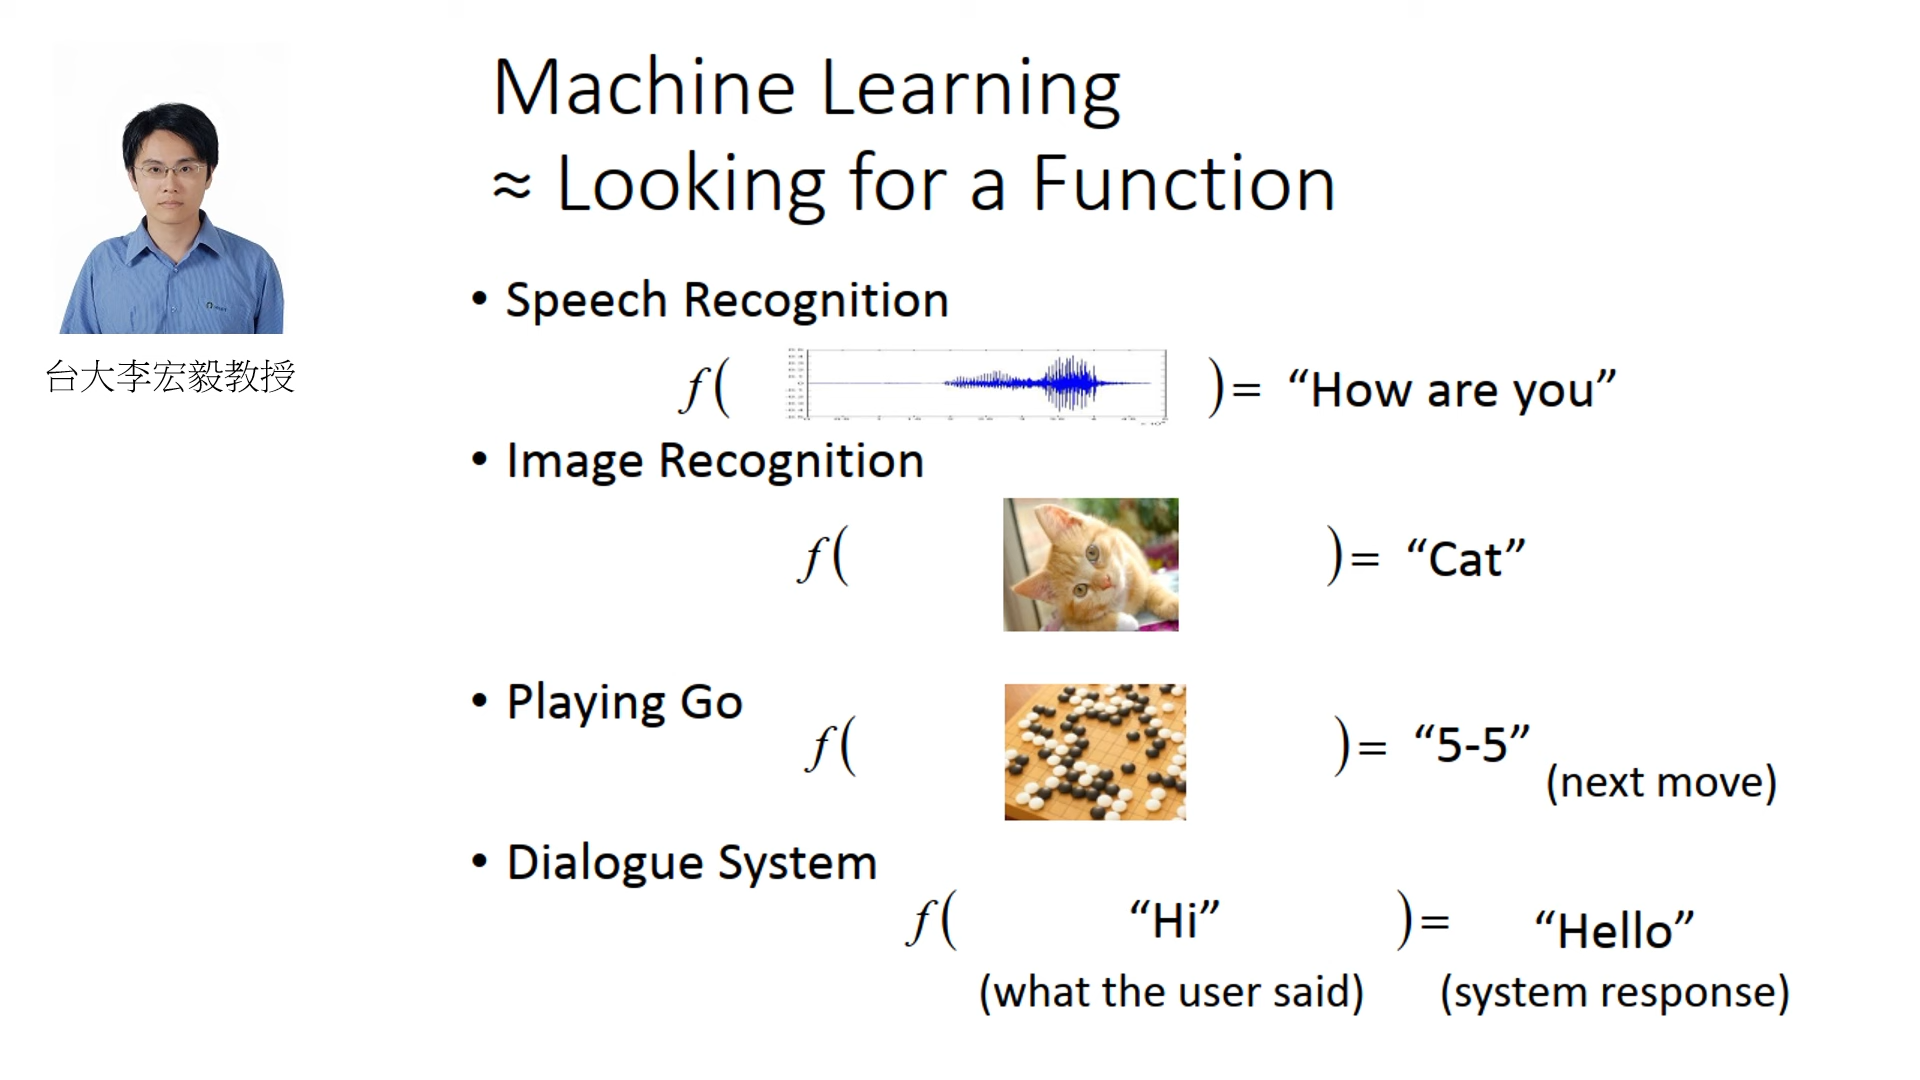 Machine Learning
≈ Looking for a Function
台大李宏毅教授
• Speech Recognition
f( )= “How are you”
• Image Recognition
f( )= “Cat”
• Playing Go
f( )= “5-5”
(next move)
• Dialogue System
f( “Hi” )= “Hello”
(what the user said) (system response)